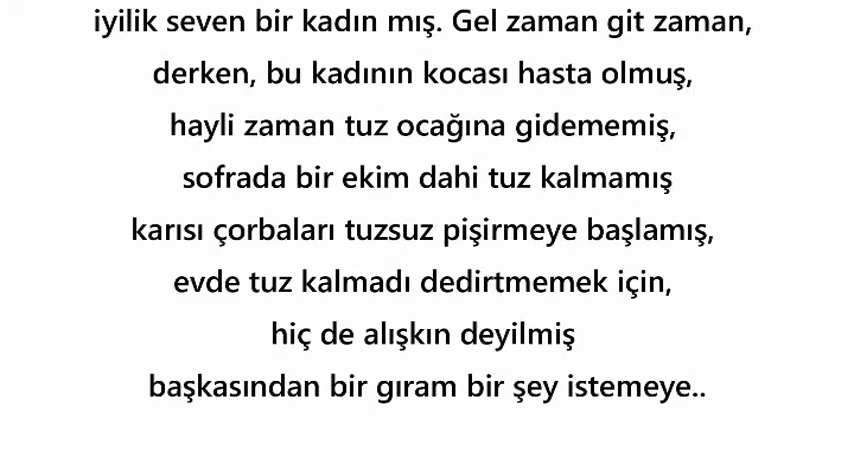 iyilik seven bir kadın mış. Gel zaman git zaman,
derken, bu kadının kocası hasta olmuş,
hayli zaman tuz ocağına gidememiş,
sofrada bir ekim dahi tuz kalmamış
karısı çorbaları tuzsuz pişirmeye başlamış,
evde tuz kalmadı dedirtmemek için,
hiç de alışkın deyilmiş
başkasından bir gıram bir şey istemeye..